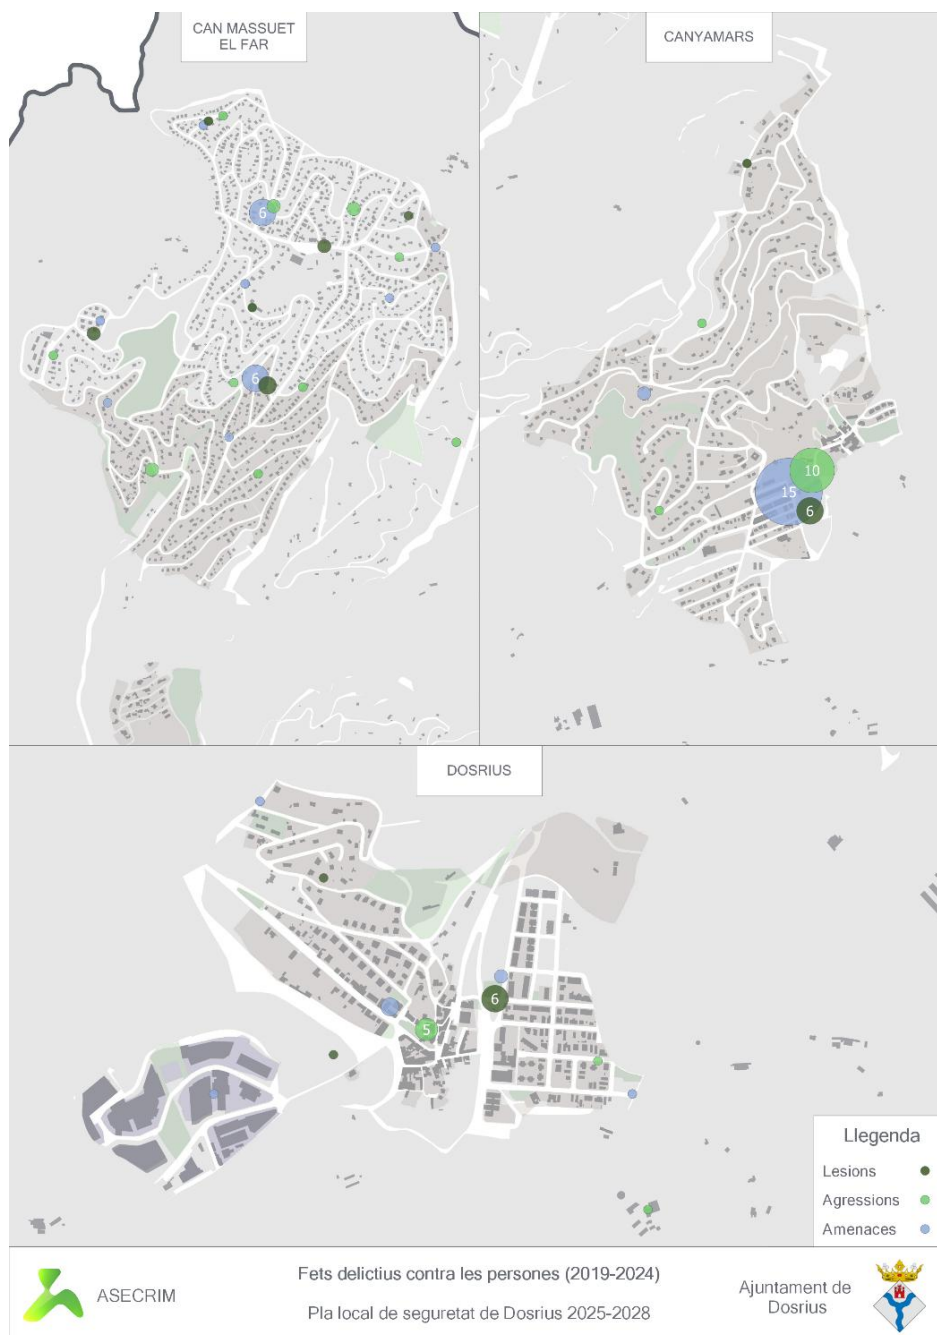 CAN MASSUET
EL FAR
CANYAMARS
6
6
10
15
6
DOSRIUS
6
5
Llegenda
Lesions
Agressions
Amenaces
ASECRIM
Fets delictius contra les persones (2019-2024)
Pla local de seguretat de Dosrius 2025-2028
Ajuntament de
Dosrius